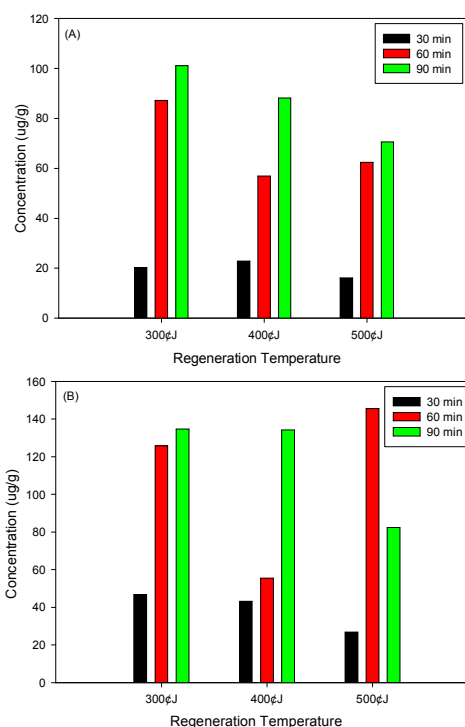 (A)
30 min
60 min
90 min
120
100
80
60
40
20
0
Concentration (ug/g)
300¢J
400¢J
500¢J
Regeneration Temperature
(B)
30 min
60 min
90 min
160
140
120
100
80
60
40
20
0
Concentration (ug/g)
300¢J
400¢J
500¢J
Regeneration Temperature